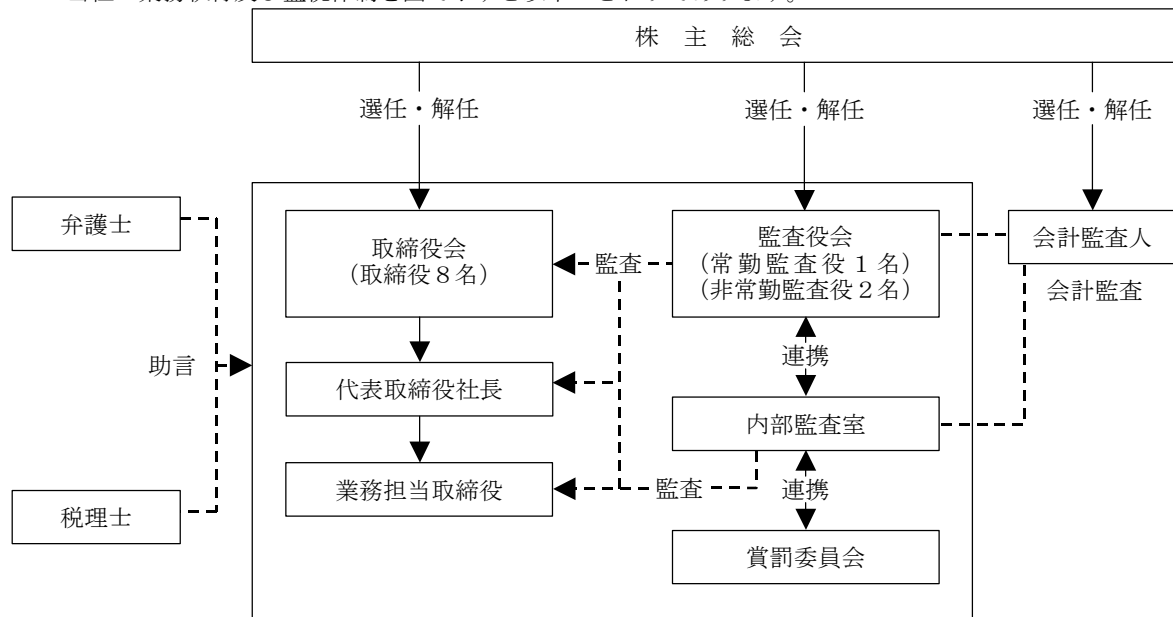 株主総会
選任・解任
選任・解任
選任・解任
弁護士
取締役会
(取締役8名)
監査
監査役会
(常勤監査役1名)
(非常勤監査役2名)
会計監査人
会計監査
連携
助言
代表取締役社長
内部監査室
税理士
業務担当取締役
監査
連携
賞罰委員会